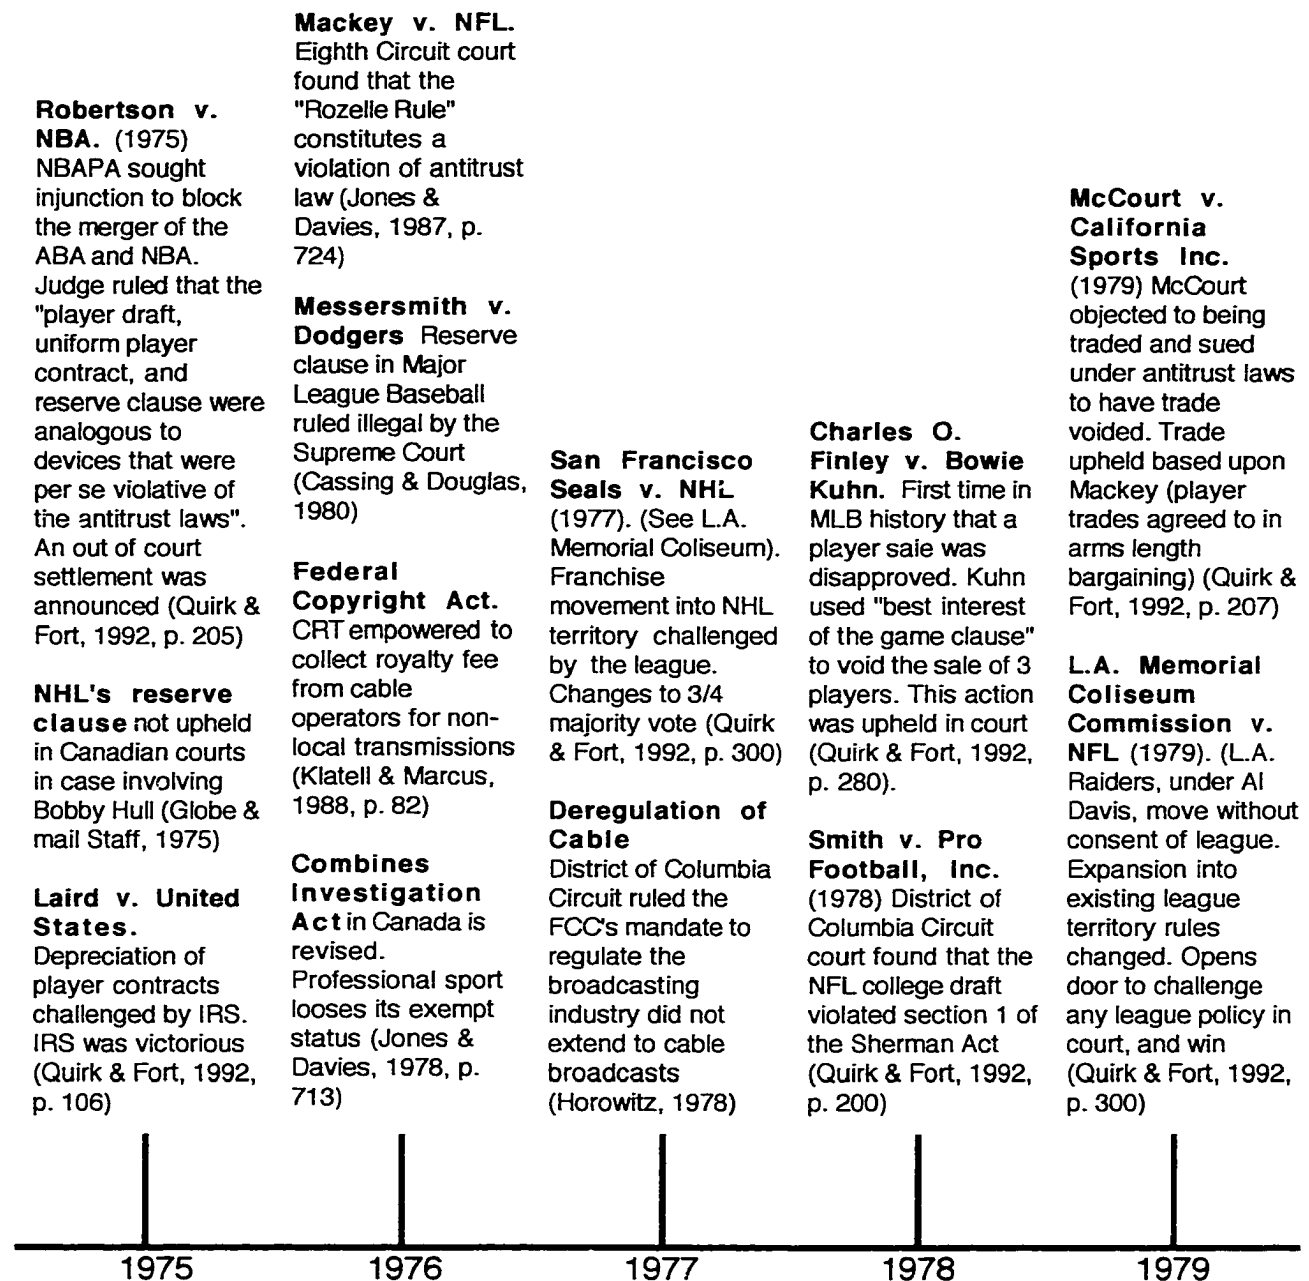 Robertson v.
NBA. (1975)
NBAPA sought
injunction to block
the merger of the
ABA and NBA.
Judge ruled that the
"player draft,
uniform player
contract, and
reserve clause were
analogous to
devices that were
per se violative of
the antitrust laws".
An out of court
settlement was
announced (Quirk &
Fort, 1992, p. 205)
NHL's reserve
clause not upheld
in Canadian courts
in case involving
Bobby Hull (Globe &
mail Staff, 1975)
Laird v. United
States.
Depreciation of
player contracts
challenged by IRS.
IRS was victorious
(Quirk & Fort, 1992,
p. 106)
Mackey v. NFL.
Eighth Circuit court
found that the
"Rozelle Rule"
constitutes a
violation of antitrust
law (Jones &
Davies, 1987, p.
724)
Messersmith v.
Dodgers Reserve
clause in Major
League Baseball
ruled illegal by the
Supreme Court
(Cassing & Douglas,
1980)
Federal
Copyright Act.
CRT empowered to
collect royalty fee
from cable
operators for non-
local transmissions
(Klatell & Marcus,
1988, p. 82)
Combines
Investigation
Act in Canada is
revised.
Professional sport
looses its exempt
status (Jones &
Davies, 1978, p.
713)
San Francisco
Seals v. NHL
(1977). (See L.A.
Memorial Coliseum).
Franchise
movement into NHL
territory challenged
by the league.
Changes to 3/4
majority vote (Quirk
& Fort, 1992, p. 300)
Deregulation of
Cable
District of Columbia
Circuit ruled the
FCC's mandate to
regulate the
broadcasting
industry did not
extend to cable
broadcasts
(Horowitz, 1978)
Charles O.
Finley v. Bowie
Kuhn. First time in
MLB history that a
player sale was
disapproved. Kuhn
used "best interest
of the game clause"
to void the sale of 3
players. This action
was upheld in court
(Quirk & Fort, 1992,
p. 280).
Smith v. Pro
Football, Inc.
(1978) District of
Columbia Circuit
court found that the
NFL college draft
violated section 1 of
the Sherman Act
(Quirk & Fort, 1992,
p. 200)
McCourt v.
California
Sports Inc.
(1979) McCourt
objected to being
traded and sued
under antitrust laws
to have trade
voided. Trade
upheld based upon
Mackey (player
trades agreed to in
arms length
bargaining) (Quirk &
Fort, 1992, p. 207)
L.A. Memorial
Coliseum
Commission v.
NFL (1979). (L.A.
Raiders, under Al
Davis, move without
consent of league.
Expansion into
existing league
territory rules
changed. Opens
door to challenge
any league policy in
court, and win
(Quirk & Fort, 1992,
p. 300)
1975
1976
1977
1978
1979